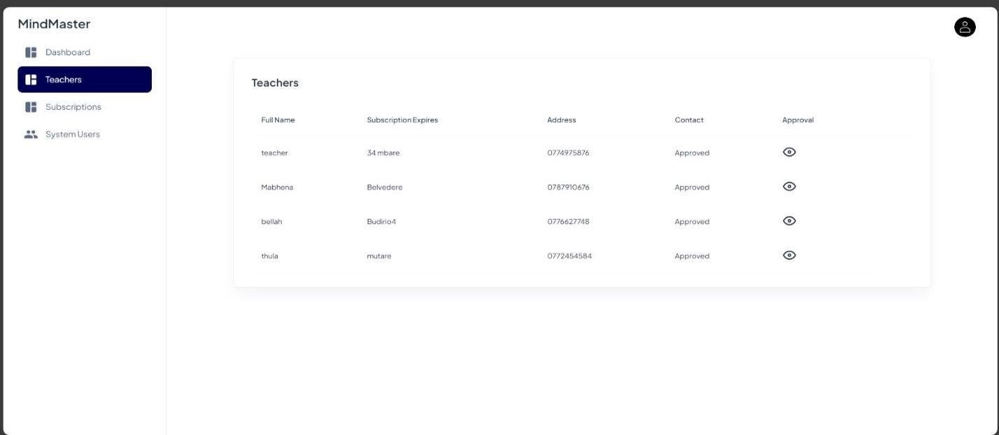 MindMaster
Dashboard
Teachers
Subscriptions
System Users
Teachers
Full Name Subscription Expires Address Contact Approval
teacher 34 mbare 0774975876 Approved
Mabhena Belvedere 0787910676 Approved
bellah Budirio4 0776627748 Approved
thula mutare 0772454584 Approved